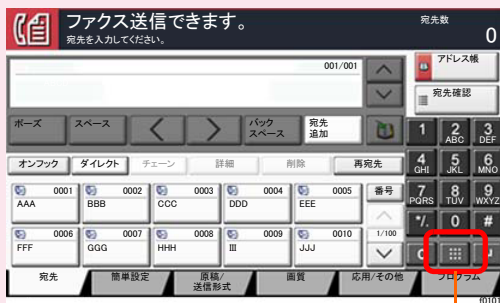 ファクス送信できます。
宛先を入力してください。
宛先数
0
001/001
アドレス帳
宛先確認
ポーズ
スペース
バック
スペース
宛先
追加
1
2
ABC
3
DEF
オンフック
ダイレクト
チェーン
詳細
削除
再宛先
4
GHI
5
JKL
6
MNO
0001
AAA
0002
BBB
0003
CCC
0004
DDD
0005
EEE
番号
7
PQRS
8
TUV
9
WXYZ
0006
FFF
0007
GGG
0008
HHH
0009
III
0010
JJJ
1/100
*/.
0
#
C
宛先
簡単設定
原稿/
送信形式
画質
応用/その他
プログラム
f0101